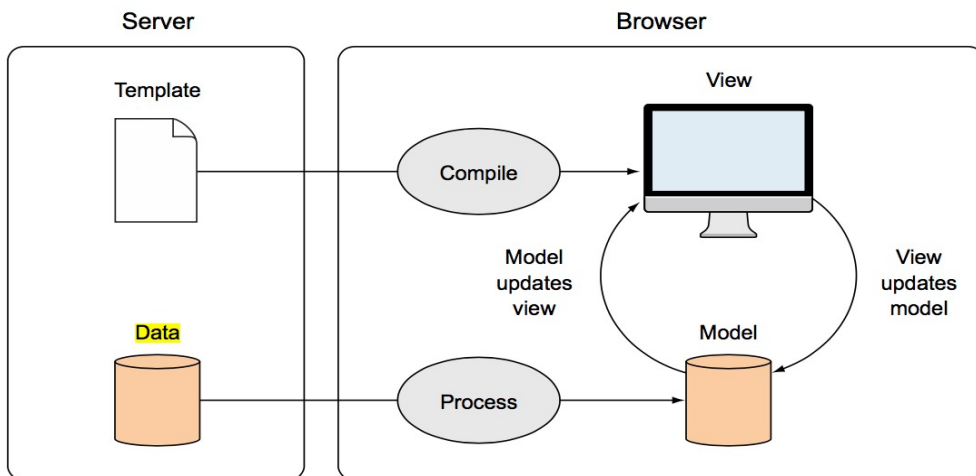 Server
Browser
Template
View
Compile
Model
updates
view
View
updates
model
Data
Model
Process